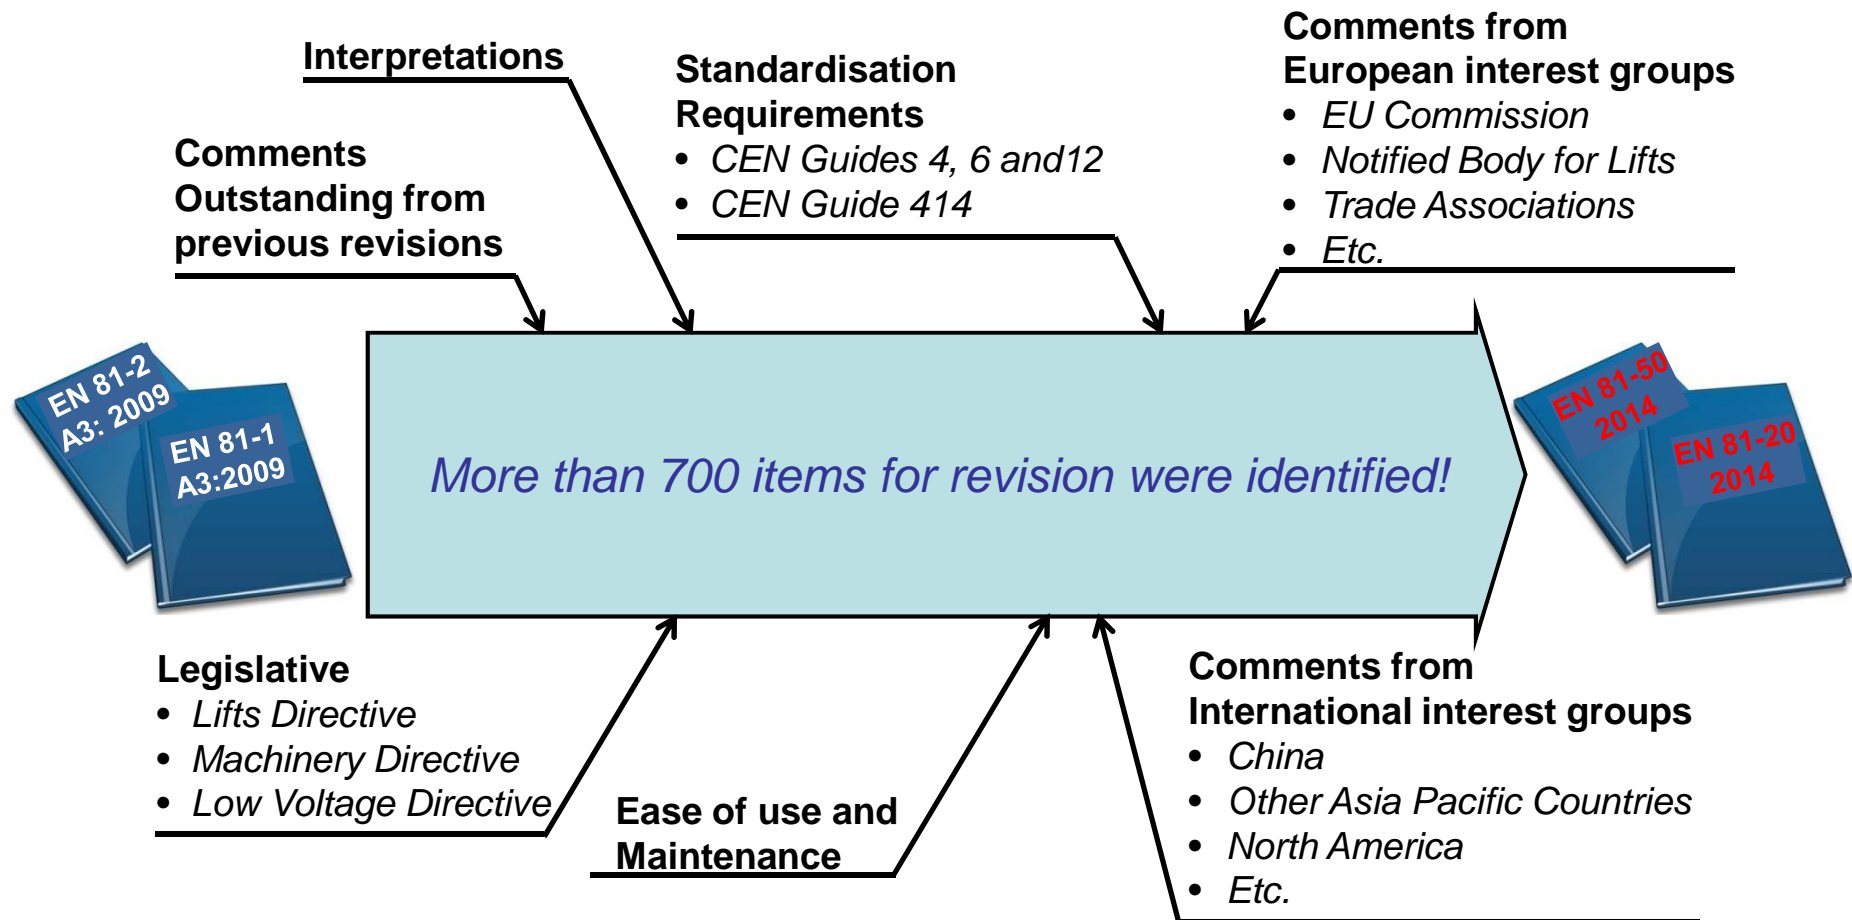 Interpretations
Comments
Outstanding from
previous revisions
Standardisation
Requirements
• CEN Guides 4, 6 and12
• CEN Guide 414
Comments from
European interest groups
• EU Commission
• Notified Body for Lifts
• Trade Associations
• Etc.
EN 81-2
A3: 2009
EN 81-1
A3:2009
More than 700 items for revision were identified!
EN 81-50
2014
EN 81-20
2014
Legislative
• Lifts Directive
• Machinery Directive
• Low Voltage Directive
Ease of use and
Maintenance
Comments from
International interest groups
• China
• Other Asia Pacific Countries
• North America
• Etc.